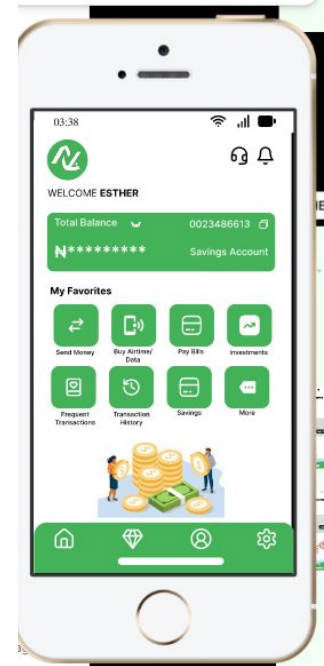 03:38
WELCOME ESTHER
Total Balance 0023486613
₦********* Savings Account
My Favorites
Send Money Buy Airtime/ Pay Bills Investments
Data
Frequent Transaction Savings More
Transactions History